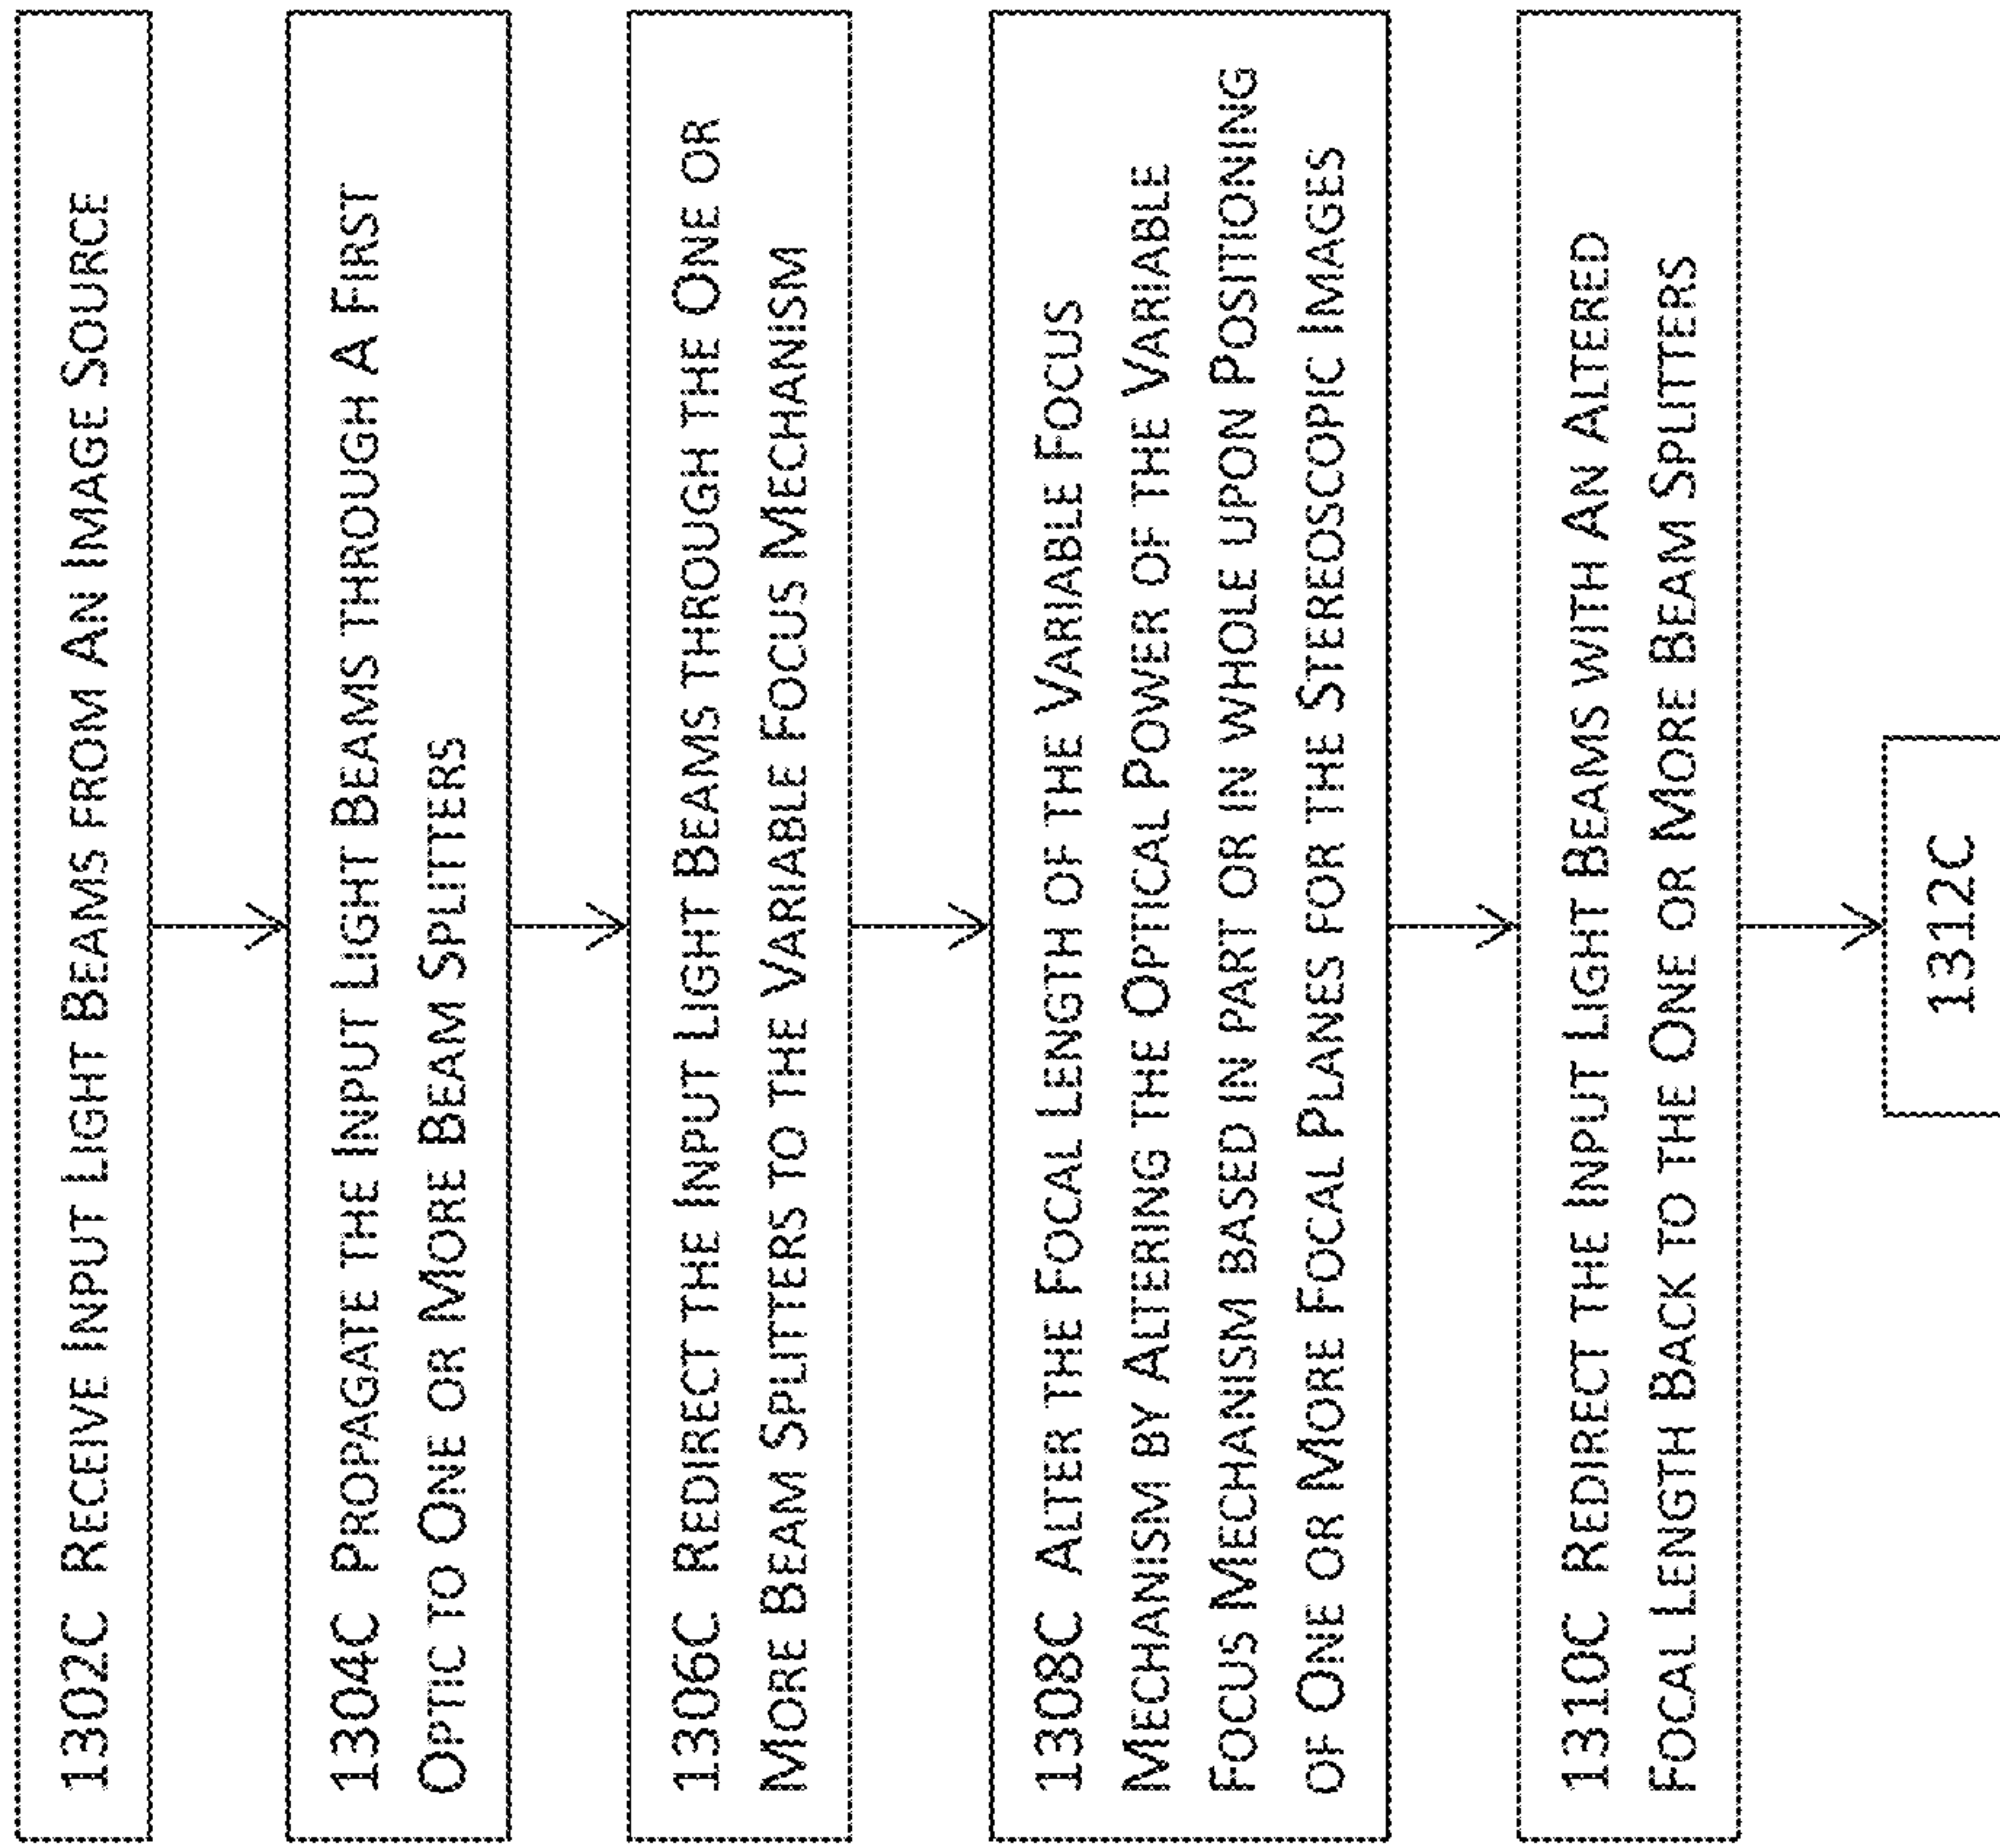 1302C RECEIVE INPUT LIGHT BEAMS FROM AN IMAGE SOURCE
1304C PROPAGATE THE INPUT LIGHT BEAMS THROUGH A FIRST
OPTIC TO ONE OR MORE BEAM SPLITTERS
1306C REDIRECT THE INPUT LIGHT BEAMS THROUGH THE ONE OR
MORE BEAM SPLITTERS TO THE VARIABLE FOCUS MECHANISM
1308C ALTER THE FOCAL LENGTH OF THE VARIABLE FOCUS
MECHANISM BY ALTERING THE OPTICAL POWER OF THE VARIABLE
FOCUS MECHANISM BASED IN PART OR IN WHOLE UPON POSITIONING
OF ONE OR MORE FOCAL PLANES FOR THE STEREOSCOPIC IMAGES
1310C REDIRECT THE INPUT LIGHT BEAMS WITH AN ALTERED
FOCAL LENGTH BACK TO THE ONE OR MORE BEAM SPLITTERS
1312C